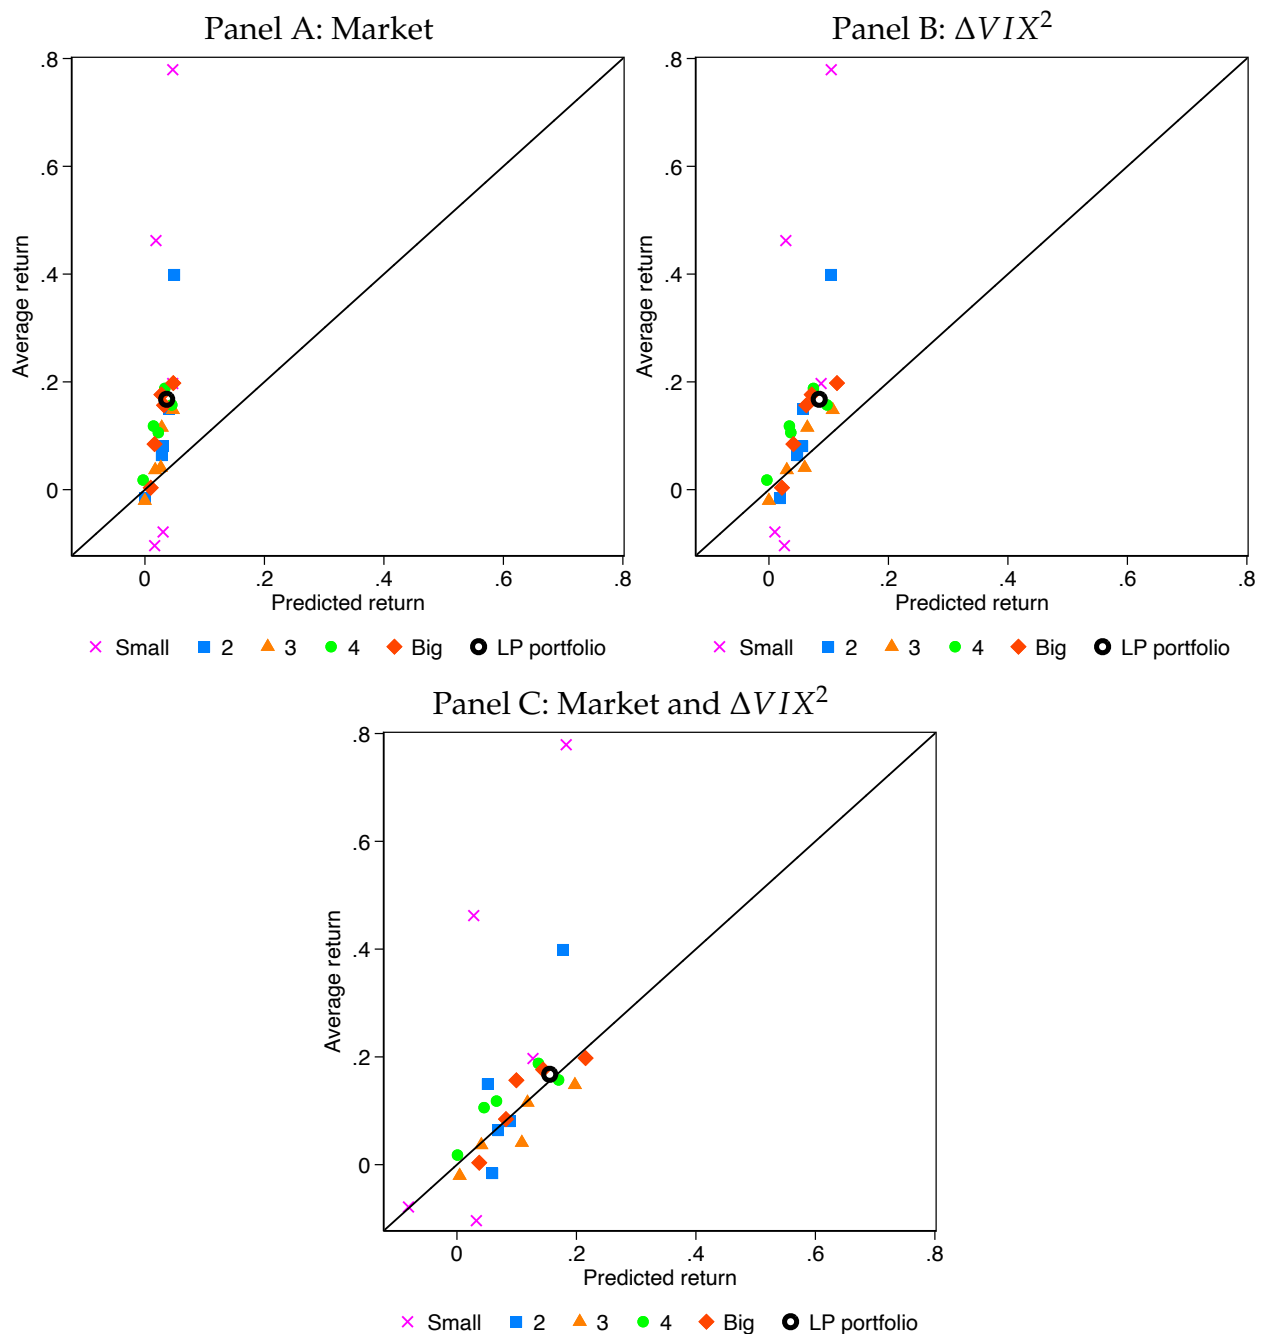 Panel A: Market
.8
.6
.4
.2
0
Average return
0 .2 .4 .6 .8
Predicted return
Small 2 3 4 Big LP portfolio
Panel B: ΔVIX²
.8
.6
.4
.2
0
Average return
0 .2 .4 .6 .8
Predicted return
Small 2 3 4 Big LP portfolio
Panel C: Market and ΔVIX²
.8
.6
.4
.2
0
Average return
0 .2 .4 .6 .8
Predicted return
Small 2 3 4 Big LP portfolio